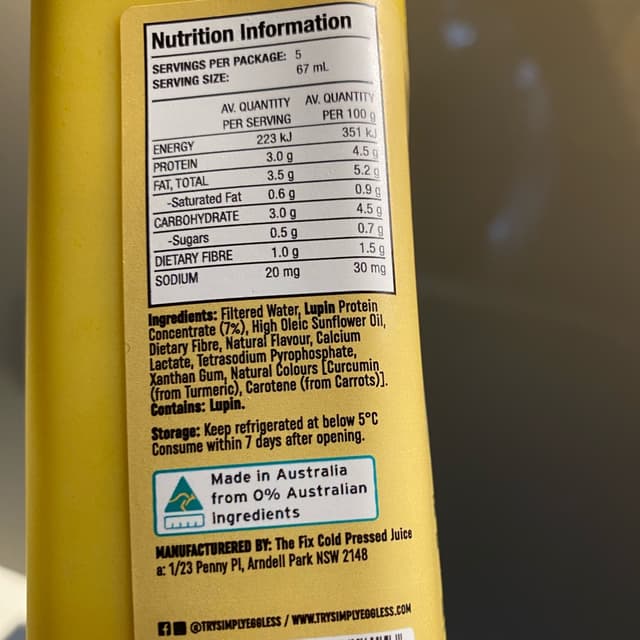 Nutrition Information
SERVINGS PER PACKAGE: 5
SERVING SIZE: 67 mL
AV. QUANTITY AV. QUANTITY
PER SERVING PER 100 g
ENERGY 223 kJ 351 kJ
PROTEIN 3.0 g 4.5 g
FAT, TOTAL 3.5 g 5.2 g
-Saturated Fat 0.6 g 0.9 g
CARBOHYDRATE 3.0 g 4.5 g
-Sugars 0.5 g 0.7 g
DIETARY FIBRE 1.0 g 1.5 g
SODIUM 20 mg 30 mg
Ingredients: Filtered Water, Lupin Protein
Concentrate (7%), High Oleic Sunflower Oil,
Dietary Fibre, Natural Flavour, Calcium
Lactate, Tetrasodium Pyrophosphate,
Xanthan Gum, Natural Colours [Curcumin
(from Turmeric), Carotene (from Carrots)].
Contains: Lupin.
Storage: Keep refrigerated at below 5°C
Consume within 7 days after opening.
Made in Australia
from 0% Australian
ingredients
MANUFACTURERED BY: The Fix Cold Pressed Juice
a: 1/23 Penny Pl, Arndell Park NSW 2148
@TRYSIMPLYEGGLESS / WWW.TRYSIMPLYEGGLESS.COM